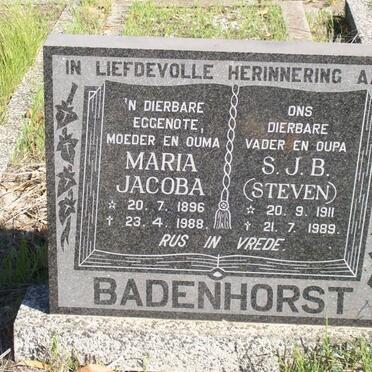 IN LIEFDEVOLLE HERINNERING A
'N DIERBARE
EGGENOTE,
MOEDER EN OUMA
MARIA
JACOBA
☆ 20. 7. 1896
† 23. 4. 1988.
ONS
DIERBARE
VADER EN OUPA
S. J. B.
(STEVEN)
☆ 20. 9. 1911
† 21. 7. 1989.
RUS IN VREDE.
BADENHORST